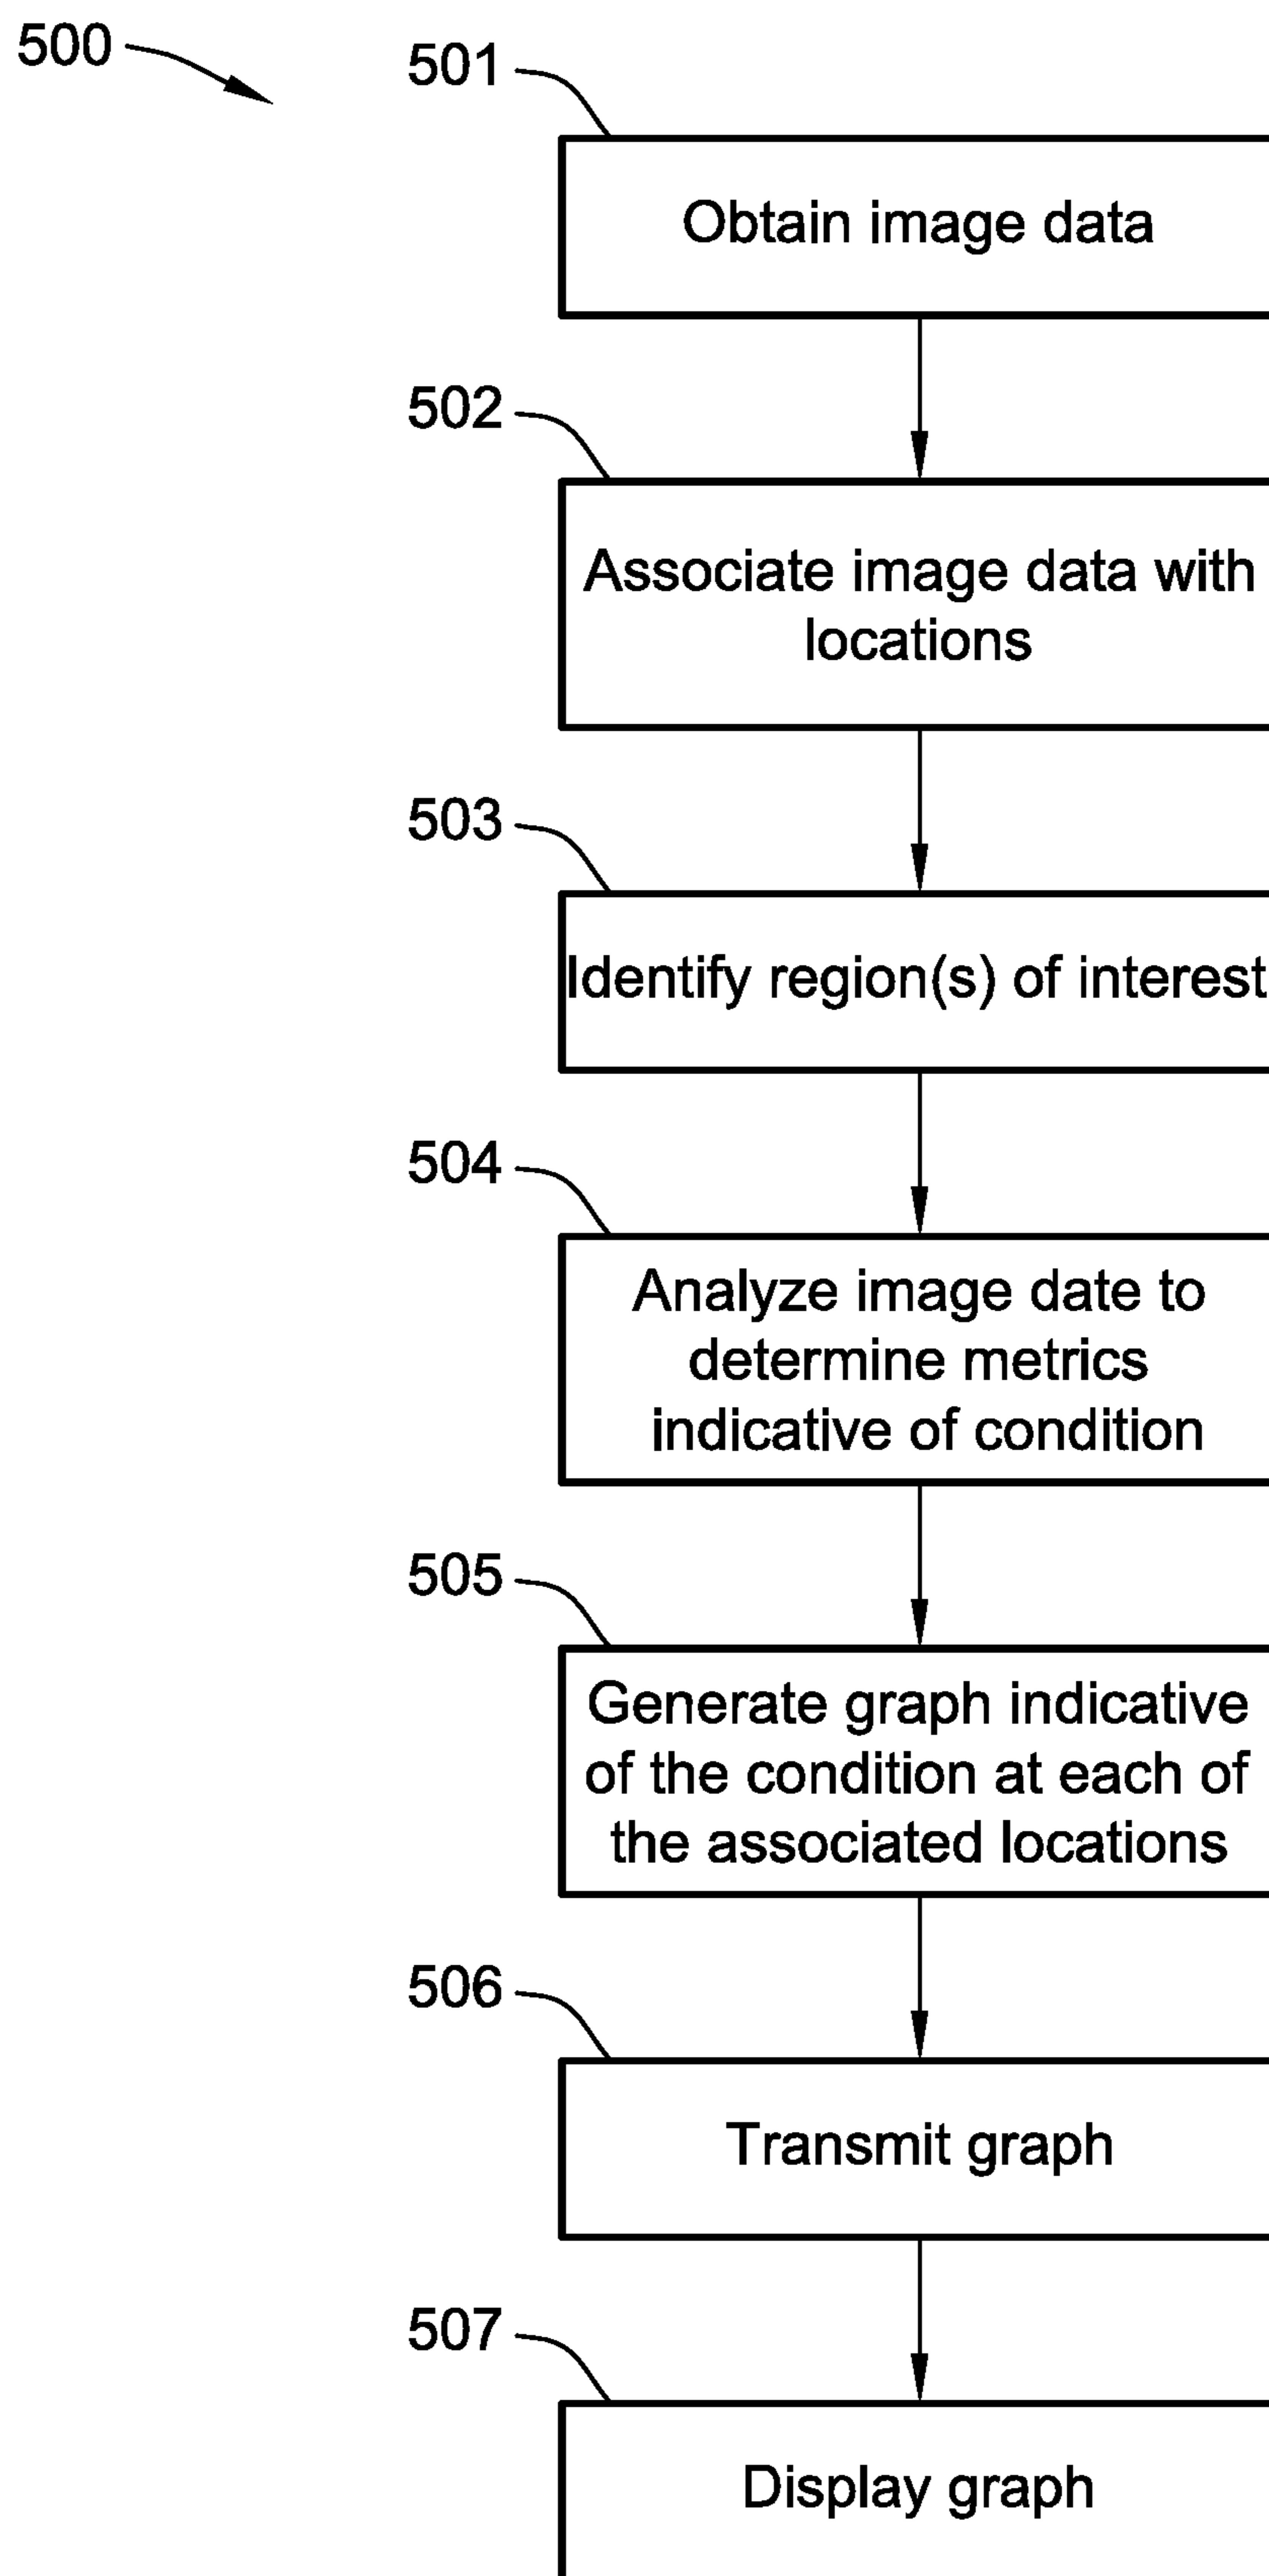 500
501
Obtain image data
502
Associate image data with
locations
503
Identify region(s) of interest
504
Analyze image date to
determine metrics
indicative of condition
505
Generate graph indicative
of the condition at each of
the associated locations
506
Transmit graph
507
Display graph